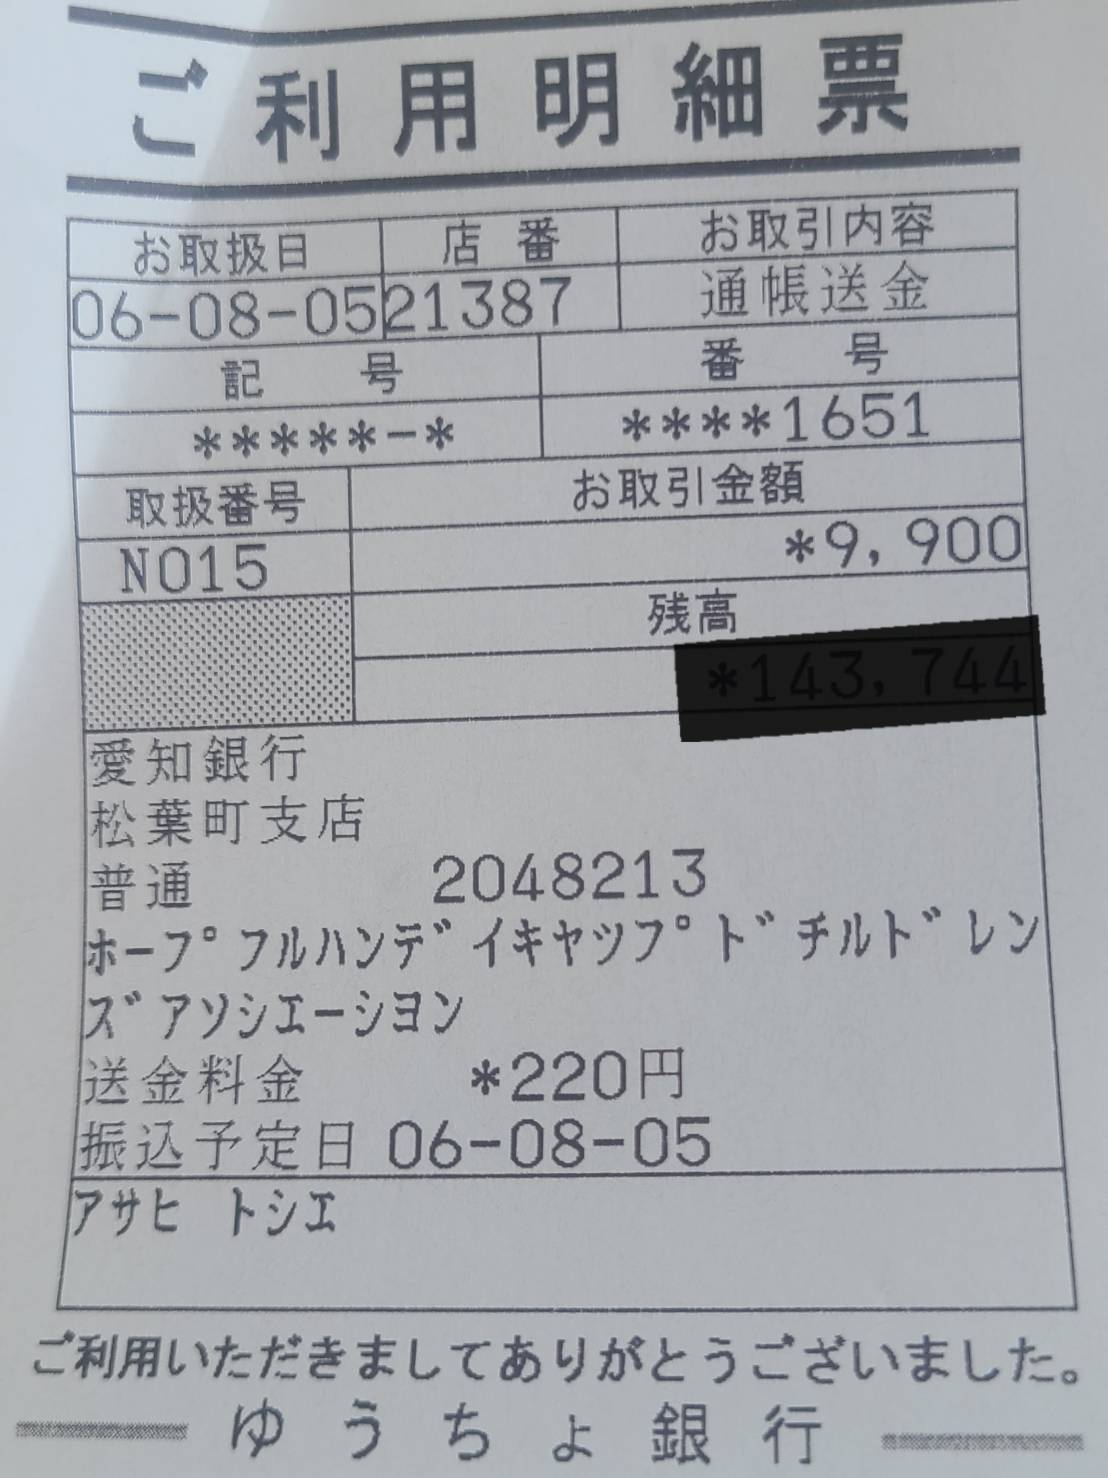 ご利用明細票
お取扱日 店番 お取引内容
06-08-05 21387 通帳送金
記号 番号
*****-* ****1651
取扱番号 お取引金額
N015 *9,900
残高
*143,744
愛知銀行
松葉町支店
普通 2048213
ホープフルハンデイキヤツプドチルドレン
ズアソシエーシヨン
送金料金 *220円
振込予定日 06-08-05
アサヒ トシエ
ご利用いただきましてありがとうございました。
ゆうちょ銀行